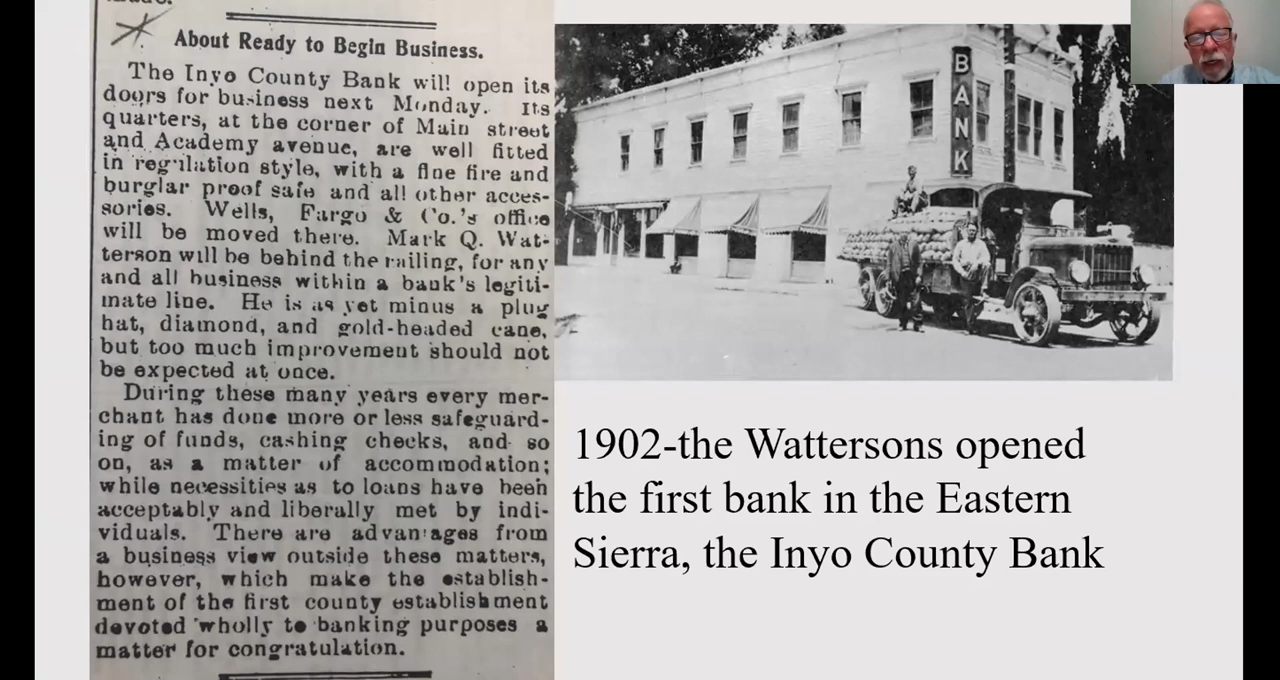 About Ready to Begin Business.
The Inyo County Bank will open its
doors for business next Monday. Its
quarters, at the corner of Main street
and Academy avenue, are well fitted
in regulation style, with a fine fire and
burglar proof safe and all other acces-
sories. Wells, Fargo & Co.'s office
will be moved there. Mark Q. Wat-
terson will be behind the railing, for any
and all business within a bank's legiti-
mate line. He is as yet minus a plug
hat, diamond, and gold-headed cane,
but too much improvement should not
be expected at once.
During these many years every mer-
chant has done more or less safeguard-
ing of funds, cashing checks, and so
on, as a matter of accommodation;
while necessities as to loans have been
acceptably and liberally met by indi-
viduals. There are advantages from
a business view outside these matters,
however, which make the establish-
ment of the first county establishment
devoted wholly to banking purposes a
matter for congratulation.
BANK
1902-the Wattersons opened
the first bank in the Eastern
Sierra, the Inyo County Bank